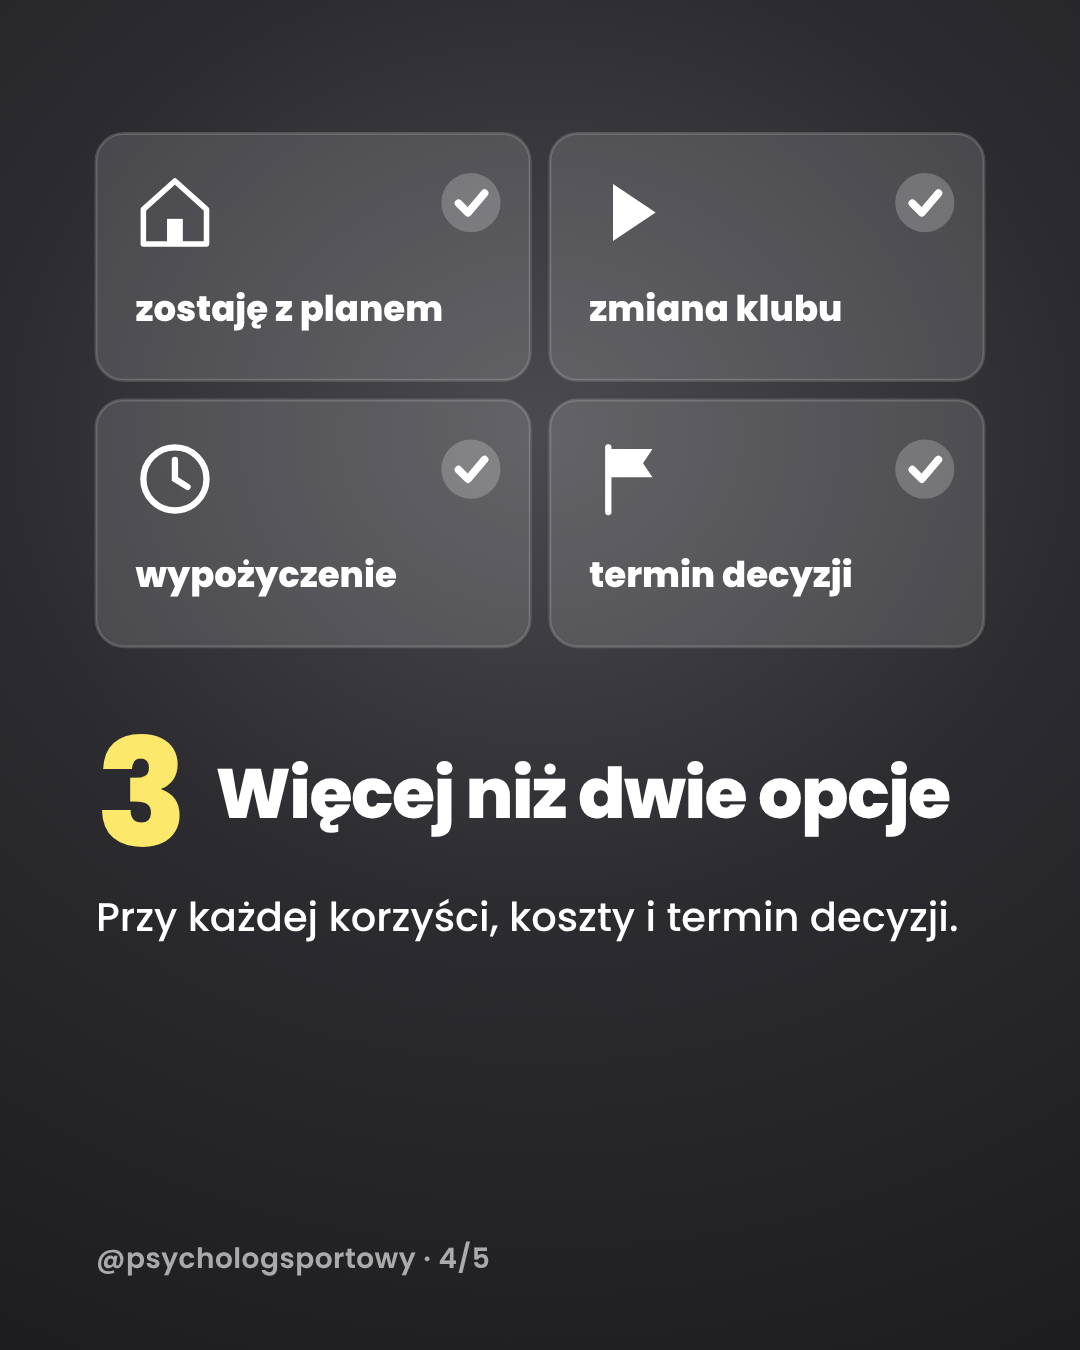 zostaję z planem
zmiana klubu
wypożyczenie
termin decyzji
3 Więcej niż dwie opcje
Przy każdej korzyści, koszty i termin decyzji.
@psychologsportowy · 4/5